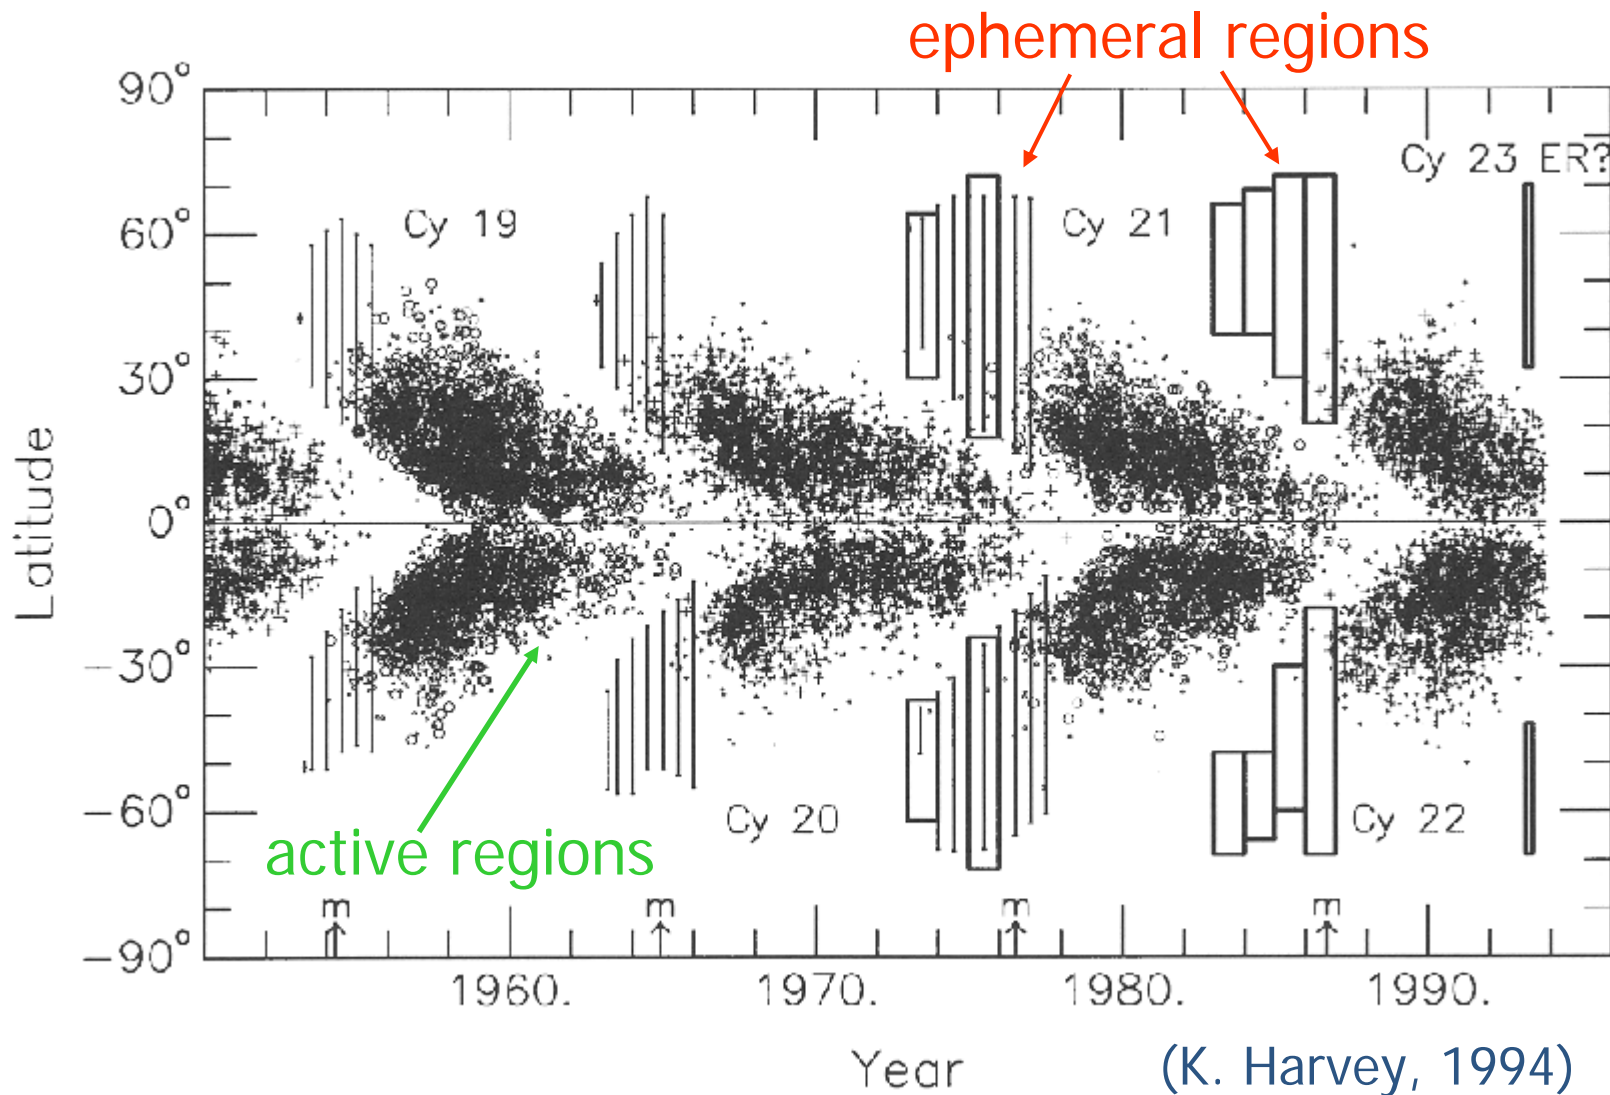 ephemeral regions
90°
Cy 23 ER?
60°
Cy 19
Cy 21
30°
Latitude
0°
−30°
−60°
Cy 20
Cy 22
active regions
m m m m
−90°
1960. 1970. 1980. 1990.
Year
(K. Harvey, 1994)